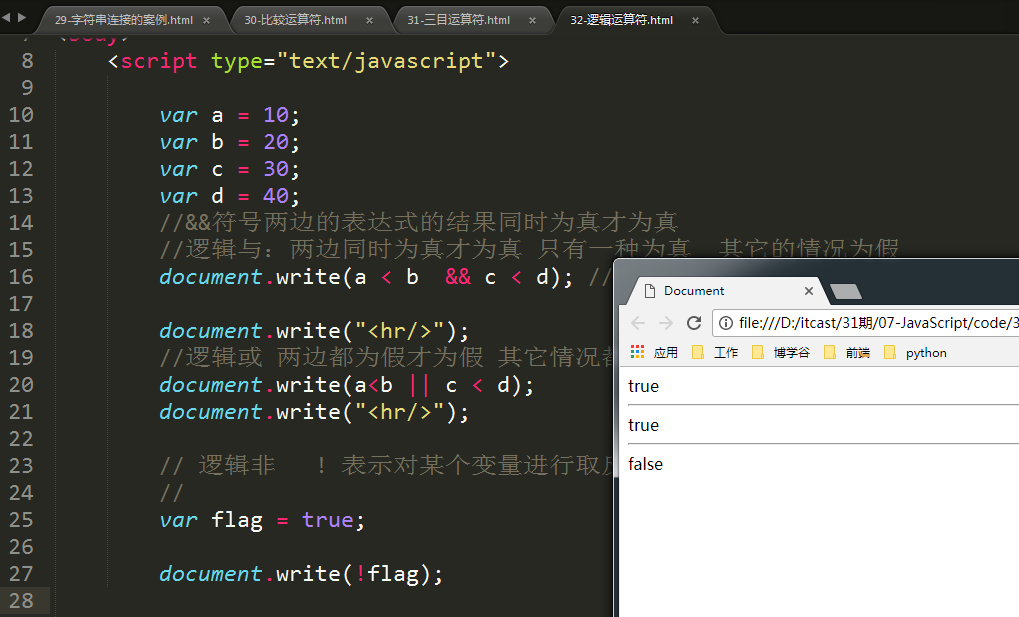 29-字符串连接的案例.html × 30-比较运算符.html × 31-三目运算符.html × 32-逻辑运算符.html ×
8 <script type="text/javascript">
9
10 var a = 10;
11 var b = 20;
12 var c = 30;
13 var d = 40;
14 //&&符号两边的表达式的结果同时为真才为真
15 //逻辑与：两边同时为真才为真 只有一种为真 其它的情况为假
16 document.write(a < b && c < d); //
17
18 document.write("<hr/>");
19 //逻辑或 两边都为假才为假 其它情况
20 document.write(a<b || c < d);
21 document.write("<hr/>");
22
23 // 逻辑非 ! 表示对某个变量进行取
24 //
25 var flag = true;
26
27 document.write(!flag);
28
Document ×
file:///D:/itcast/31期/07-JavaScript/code/3
应用 工作 博学谷 前端 python
true
true
false